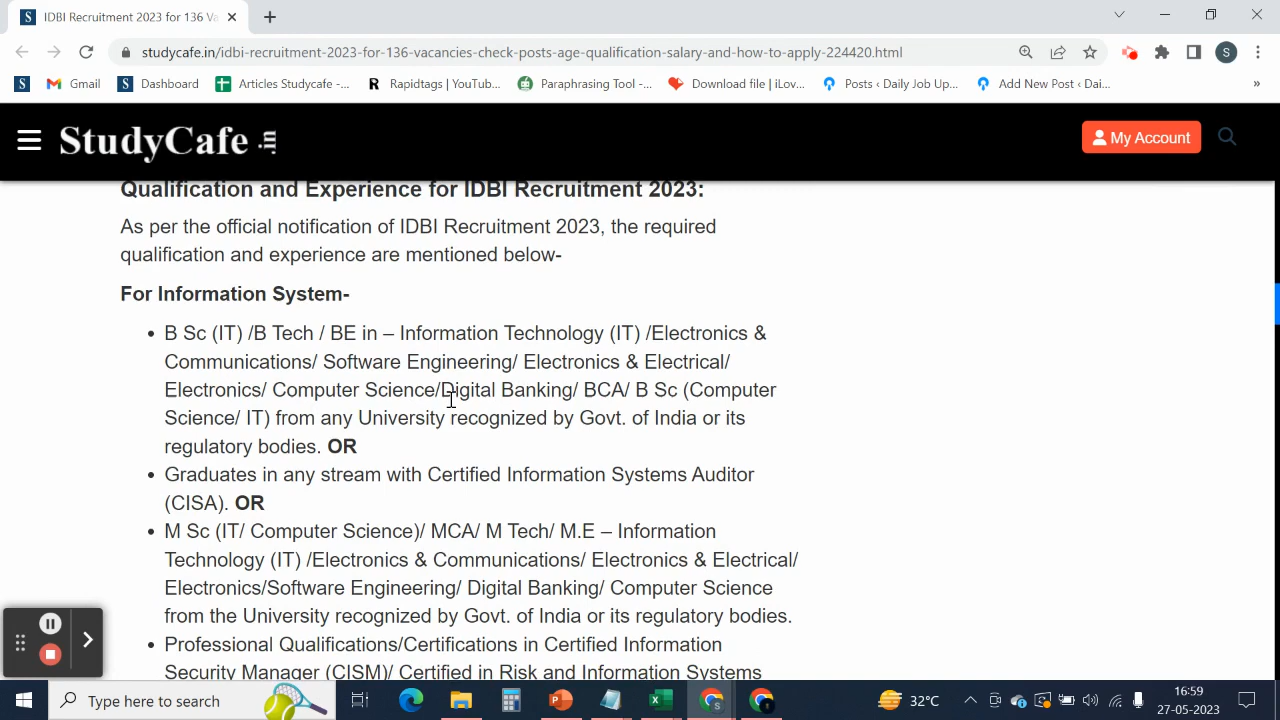 IDBI Recruitment 2023 for 136 Va
studycafe.in/idbi-recruitment-2023-for-136-vacancies-check-posts-age-qualification-salary-and-how-to-apply-224420.html
S
Gmail
Dashboard
Articles Studycafe -...
Rapidtags | YouTub...
Paraphrasing Tool -...
Download file | iLov...
Posts ‹ Daily Job Up...
Add New Post ‹ Dai...
»
StudyCafe .in
My Account
Qualification and Experience for IDBI Recruitment 2023:
As per the official notification of IDBI Recruitment 2023, the required
qualification and experience are mentioned below-
For Information System-
• B Sc (IT) /B Tech / BE in – Information Technology (IT) /Electronics &
Communications/ Software Engineering/ Electronics & Electrical/
Electronics/ Computer Science/Digital Banking/ BCA/ B Sc (Computer
Science/ IT) from any University recognized by Govt. of India or its
regulatory bodies. OR
• Graduates in any stream with Certified Information Systems Auditor
(CISA). OR
• M Sc (IT/ Computer Science)/ MCA/ M Tech/ M.E – Information
Technology (IT) /Electronics & Communications/ Electronics & Electrical/
Electronics/Software Engineering/ Digital Banking/ Computer Science
from the University recognized by Govt. of India or its regulatory bodies.
• Professional Qualifications/Certifications in Certified Information
Security Manager (CISM)/ Certified in Risk and Information Systems
Type here to search
32°C
16:59
27-05-2023